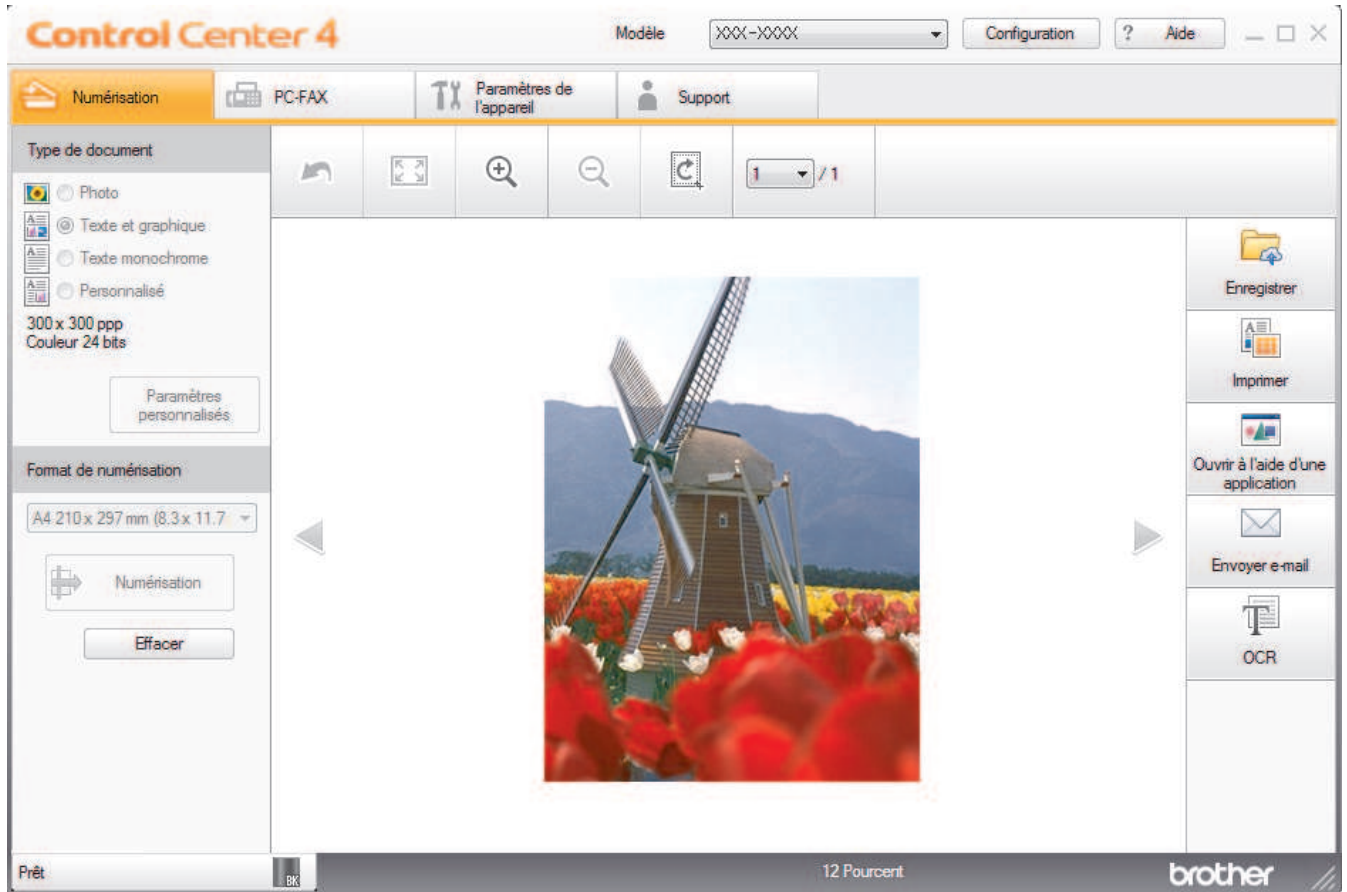 Control Center 4
Modèle
XXX-XXXX
Configuration
? Aide
Numérisation
PC-FAX
Paramètres de
l'appareil
Support
Type de document
Photo
Texte et graphique
Texte monochrome
Personnalisé
300 x 300 ppp
Couleur 24 bits
Paramètres
personnalisés
Format de numérisation
A4 210 x 297 mm (8.3 x 11.7
Numérisation
Effacer
1 / 1
Enregistrer
Imprimer
Ouvrir à l'aide d'une
application
Envoyer e-mail
OCR
Prêt
BK
12 Pourcent
brother